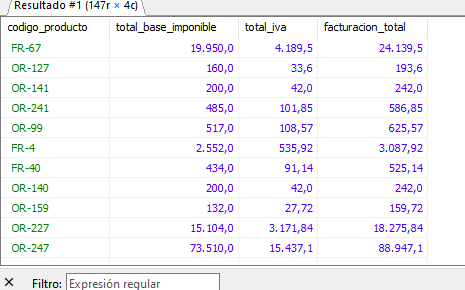 Resultado #1 (147r × 4c)
codigo_producto total_base_imponible total_iva facturacion_total
FR-67 19.950,0 4.189,5 24.139,5
OR-127 160,0 33,6 193,6
OR-141 200,0 42,0 242,0
OR-241 485,0 101,85 586,85
OR-99 517,0 108,57 625,57
FR-4 2.552,0 535,92 3.087,92
FR-40 434,0 91,14 525,14
OR-140 200,0 42,0 242,0
OR-159 132,0 27,72 159,72
OR-227 15.104,0 3.171,84 18.275,84
OR-247 73.510,0 15.437,1 88.947,1
× Filtro: Expresión regular